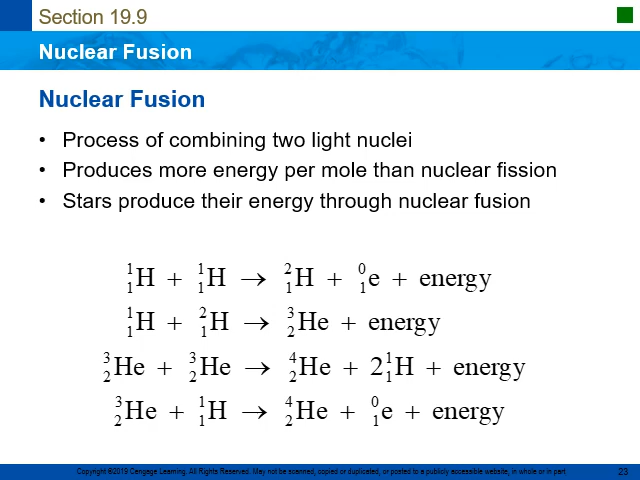 Section 19.9
Nuclear Fusion
Nuclear Fusion
• Process of combining two light nuclei
• Produces more energy per mole than nuclear fission
• Stars produce their energy through nuclear fusion
¹₁H + ¹₁H → ²₁H + ⁰₁e + energy
¹₁H + ²₁H → ³₂He + energy
³₂He + ³₂He → ⁴₂He + 2¹₁H + energy
³₂He + ¹₁H → ⁴₂He + ⁰₁e + energy
Copyright ©2019 Cengage Learning. All Rights Reserved. May not be scanned, copied or duplicated, or posted to a publicly accessible website, in whole or in part. 23